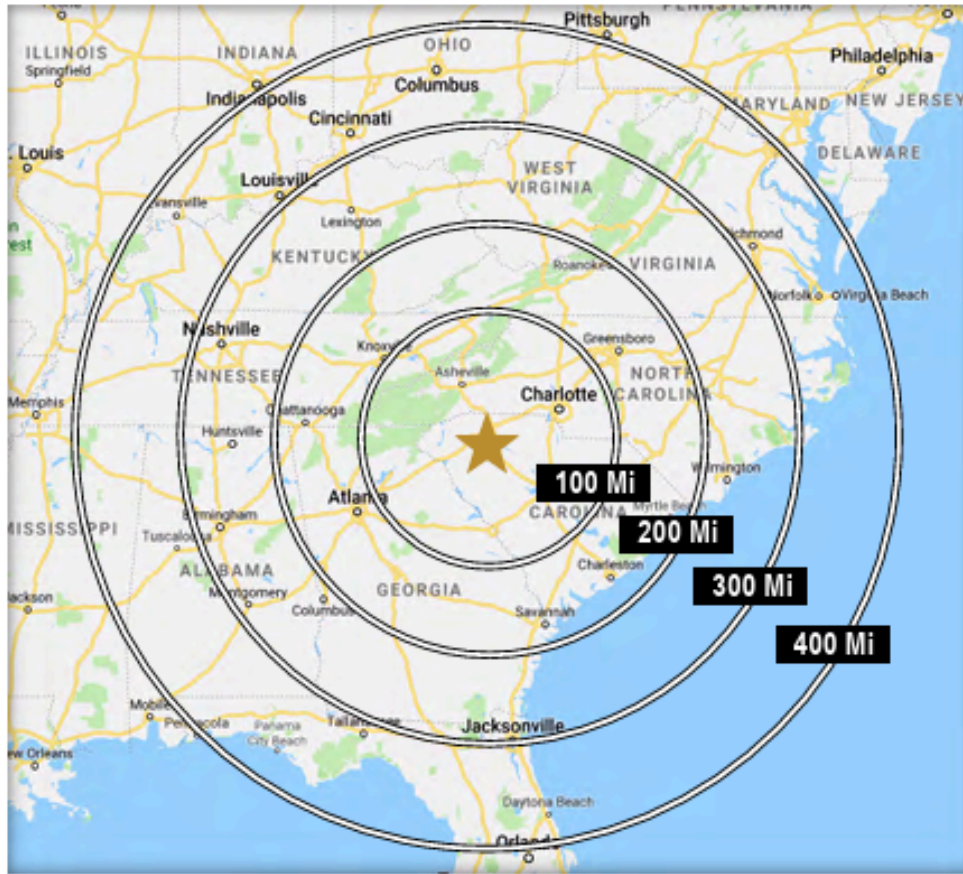 Pittsburgh
PENNSYLVANIA
ILLINOIS
INDIANA
OHIO
Springfield
Columbus
Philadelphia
Indianapolis
MARYLAND
NEW JERSEY
Cincinnati
. Louis
DELAWARE
WEST
VIRGINIA
Louisville
vansville
Lexington
ichmond
KENTUCKY
Roanoke
VIRGINIA
Norfolk
Virginia Beach
Nashville
Greensboro
Knoxville
Asheville
TENNESSEE
NORTH
CAROLINA
Charlotte
Memphis
Chattanooga
Huntsville
Wilmington
100 Mi
Atlanta
CAROLINA
Myrtle Beach
MISSISSIPPI
Birmingham
200 Mi
Tuscaloosa
ALABAMA
Charleston
300 Mi
GEORGIA
Montgomery
Jackson
Columbus
Savannah
400 Mi
Mobile
Pensacola
Panama
City Beach
Tallahassee
Jacksonville
ew Orleans
Daytona Beach
Orlando